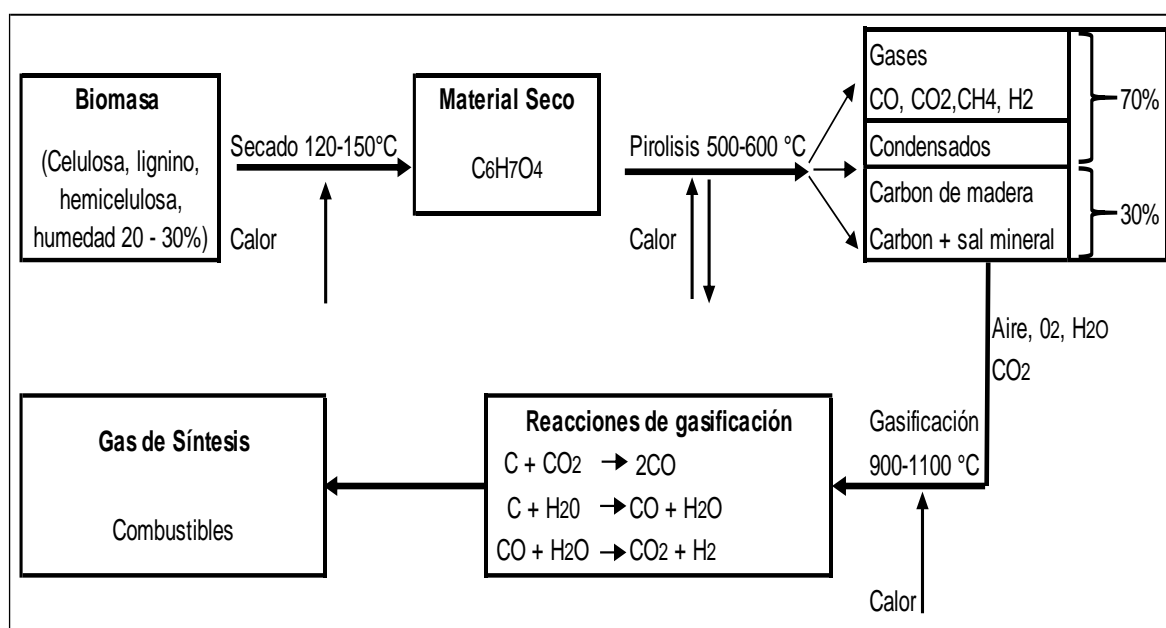 Biomasa
(Celulosa, lignino,
hemicelulosa,
humedad 20 - 30%)
Secado 120-150°C
Calor
Material Seco
C6H7O4
Pirolisis 500-600 °C
Calor
Gases
CO, CO2,CH4, H2
Condensados
70%
Carbon de madera
Carbon + sal mineral
30%
Aire, 02, H2O
CO2
Gasificación
900-1100 °C
Calor
Reacciones de gasificación
C + CO2 → 2CO
C + H20 → CO + H2O
CO + H2O → CO2 + H2
Gas de Síntesis
Combustibles